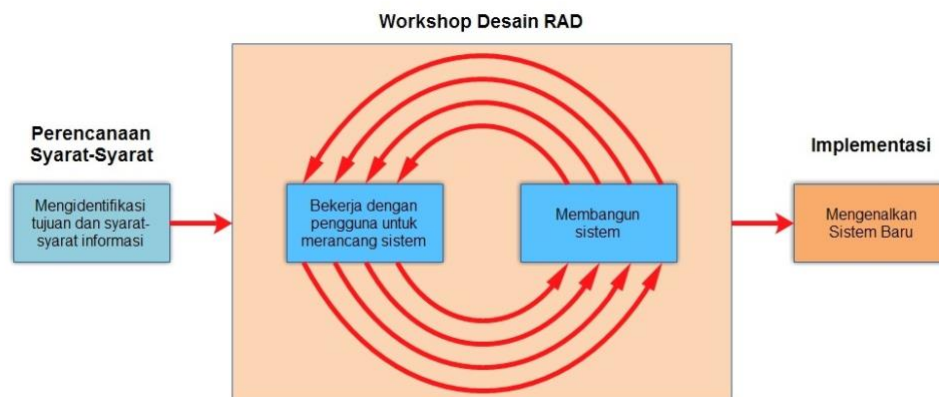 Workshop Desain RAD
Perencanaan
Syarat-Syarat
Mengidentifikasi
tujuan dan syarat-
syarat informasi
Bekerja dengan
pengguna untuk
merancang sistem
Membangun
sistem
Implementasi
Mengenalkan
Sistem Baru